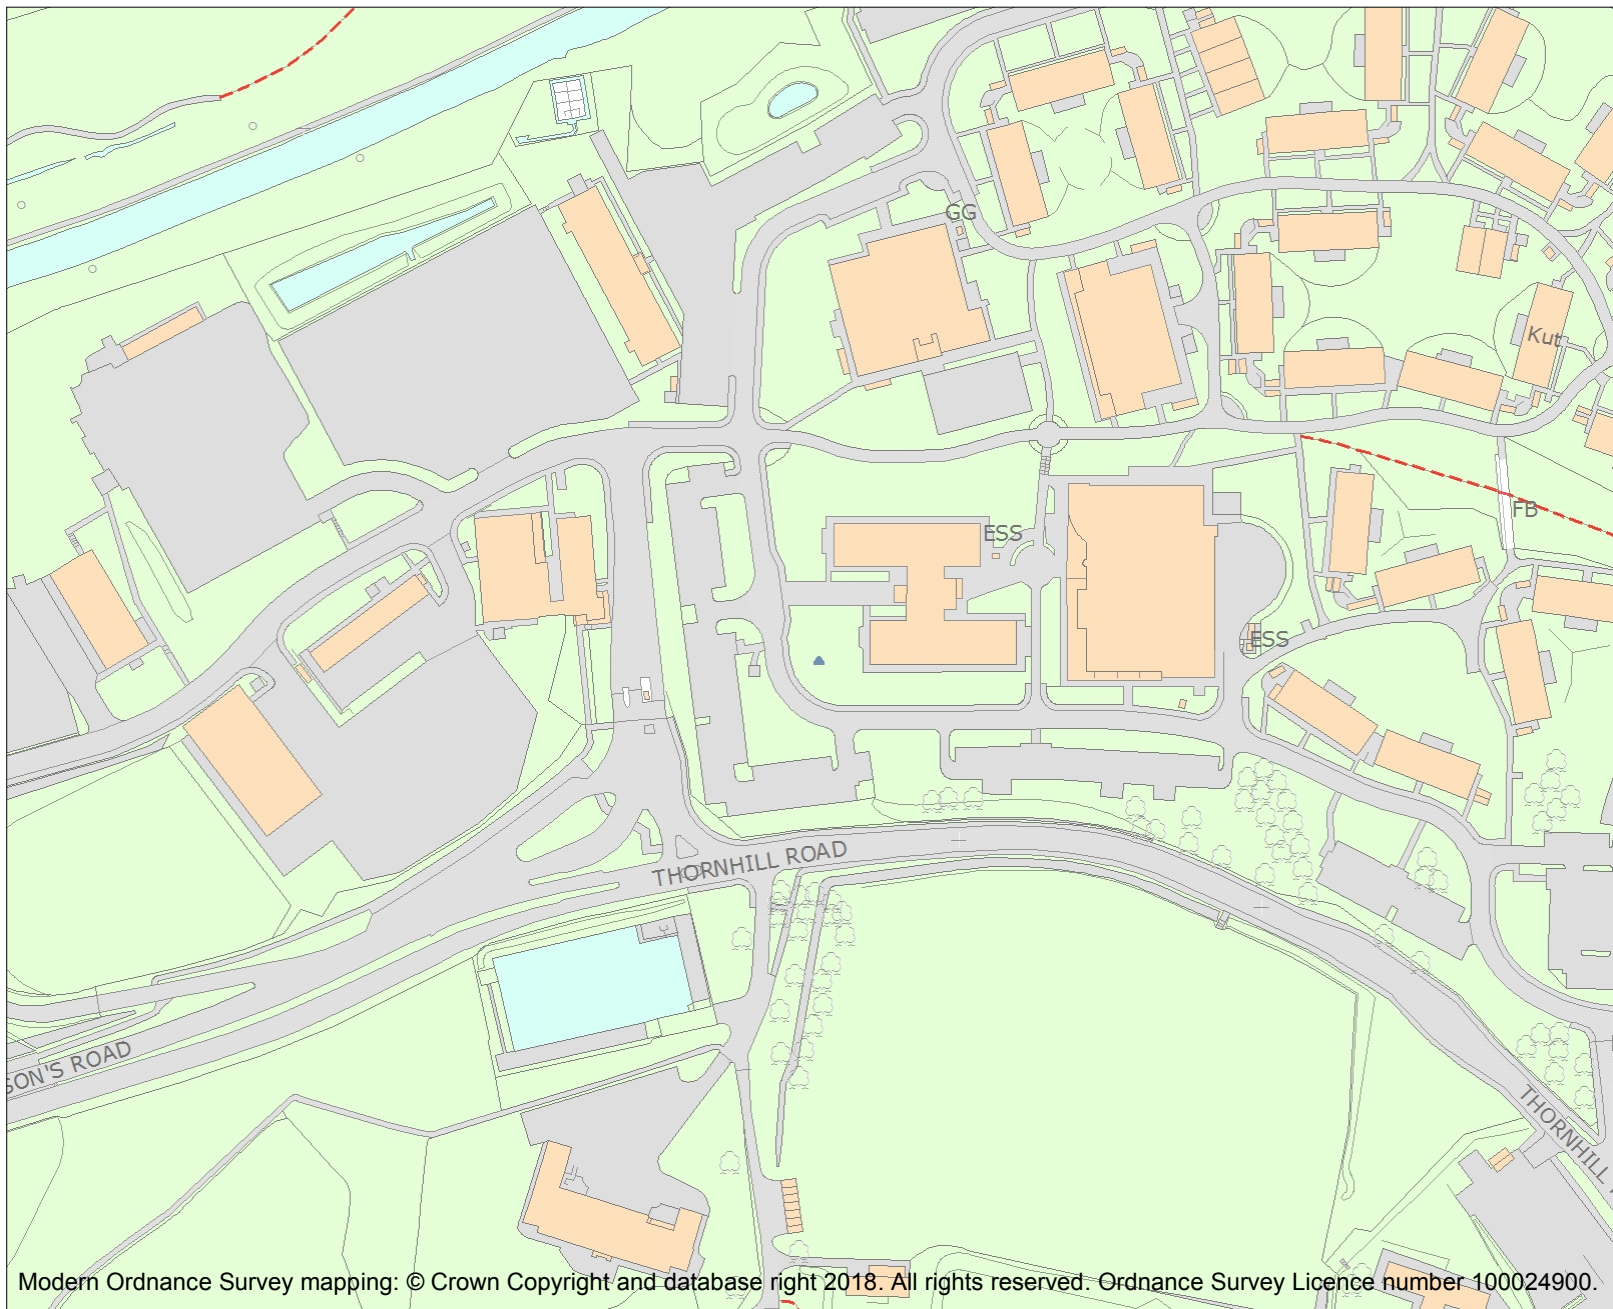 GG
Kut
FB
ESS
ESS
THORNHILL ROAD
SON'S ROAD
THORNHILL
Modern Ordnance Survey mapping: © Crown Copyright and database right 2018. All rights reserved. Ordnance Survey Licence number 100024900.